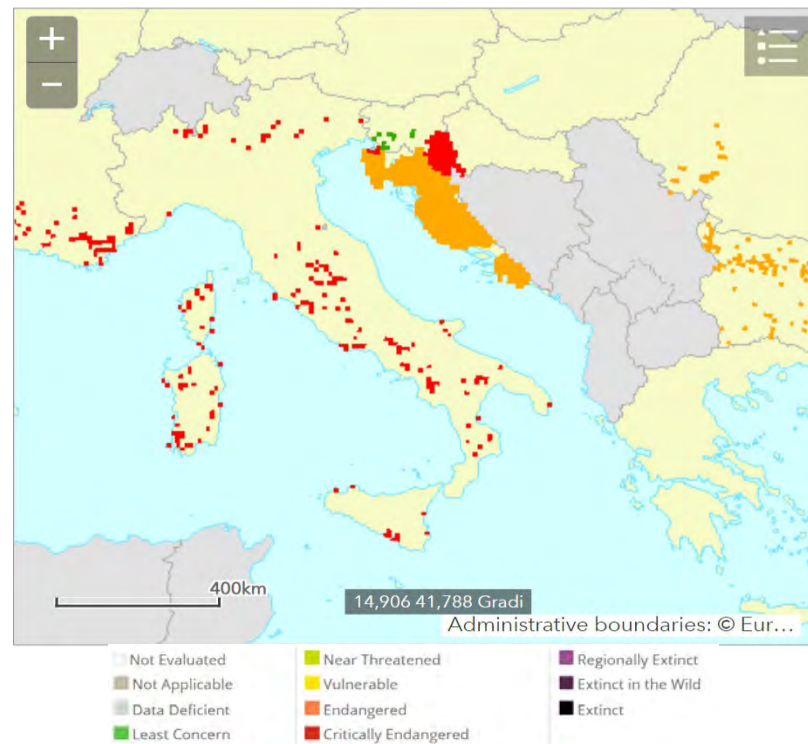 +
−
400km
14,906 41,788 Gradi
Administrative boundaries: © Eur...
Not Evaluated
Not Applicable
Data Deficient
Least Concern
Near Threatened
Vulnerable
Endangered
Critically Endangered
Regionally Extinct
Extinct in the Wild
Extinct